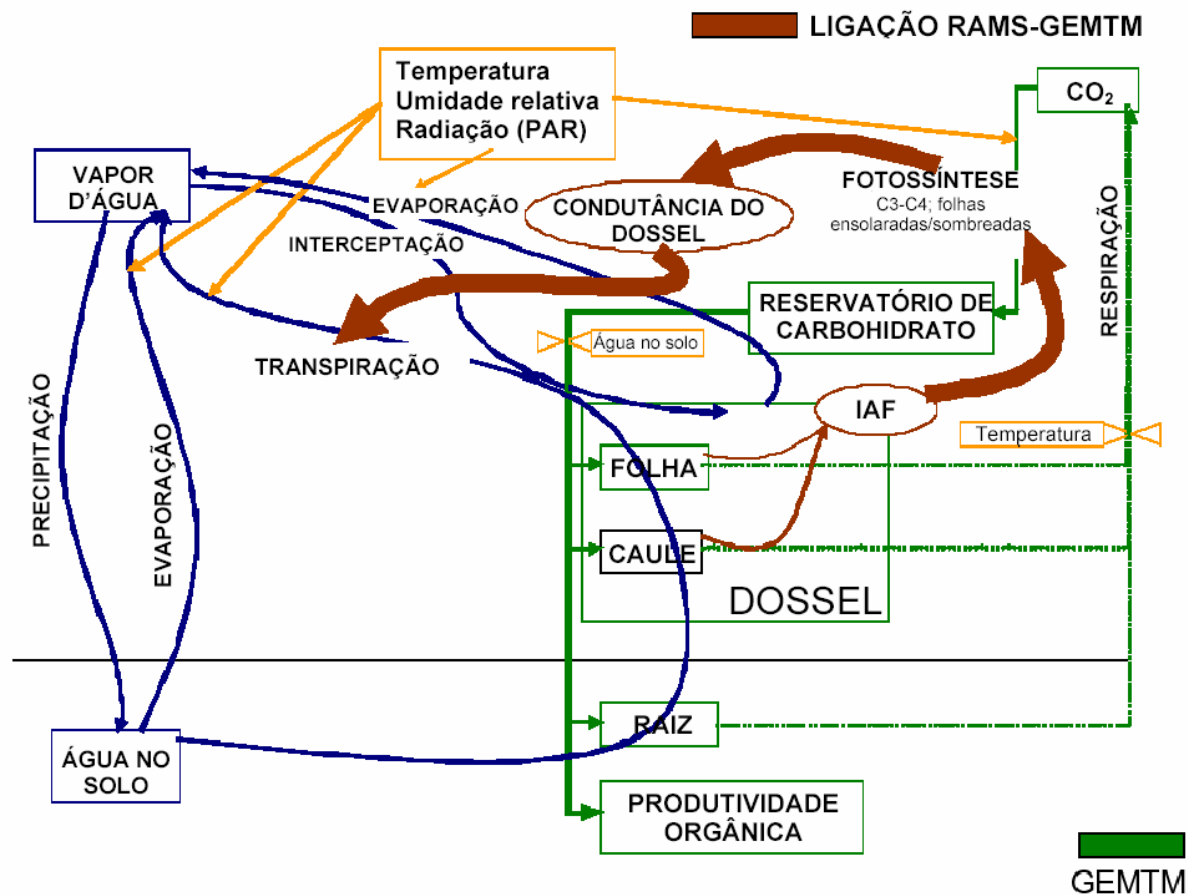 LIGAÇÃO RAMS-GEMTM
Temperatura
Umidade relativa
Radiação (PAR)
CO₂
VAPOR
D'ÁGUA
EVAPORAÇÃO
INTERCEPTAÇÃO
CONDUTÂNCIA DO
DOSSEL
FOTOSSÍNTESE
C3-C4; folhas
ensolaradas/sombreadas
RESPIRAÇÃO
RESERVATÓRIO DE
CARBOHIDRATO
Água no solo
TRANSPIRAÇÃO
PRECIPITAÇÃO
EVAPORAÇÃO
IAF
Temperatura
FOLHA
CAULE
DOSSEL
RAIZ
ÁGUA NO
SOLO
PRODUTIVIDADE
ORGÂNICA
GEMTM